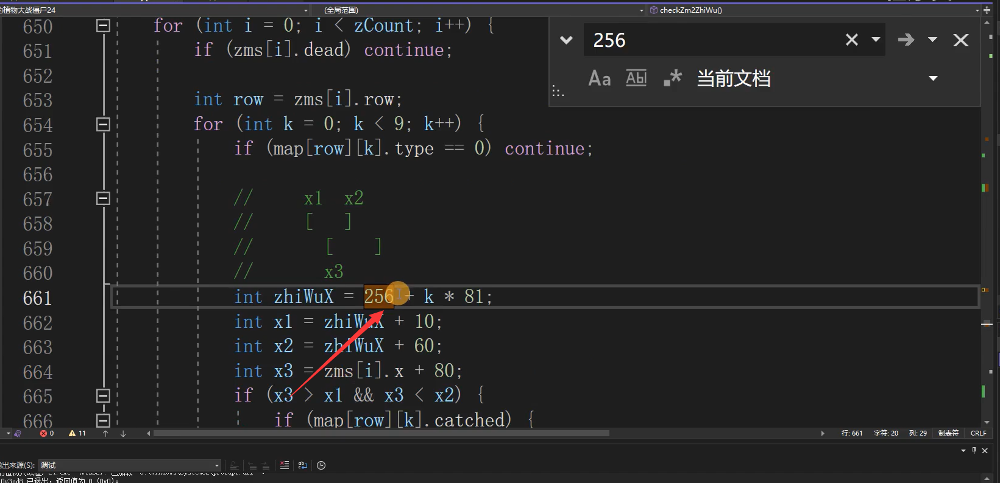 的植物大战僵尸24 (全局范围) checkZm2ZhiWu()
650 for (int i = 0; i < zCount; i++) {
256
651 if (zms[i].dead) continue;
Aa Abl .* 当前文档
652
653 int row = zms[i].row;
654 for (int k = 0; k < 9; k++) {
655 if (map[row][k].type == 0) continue;
656
657 // x1 x2
658 // [ ]
659 // [ ]
660 // x3
661 int zhiWuX = 256 + k * 81;
662 int x1 = zhiWuX + 10;
663 int x2 = zhiWuX + 60;
664 int x3 = zms[i].x + 80;
665 if (x3 > x1 && x3 < x2) {
666 if (map[row][k].catched) {
0 11 行: 661 字符: 20 列: 29 制表符 CRLF
出来源(S): 调试
0x3cd8 已退出，返回值为 0 (0x0)。